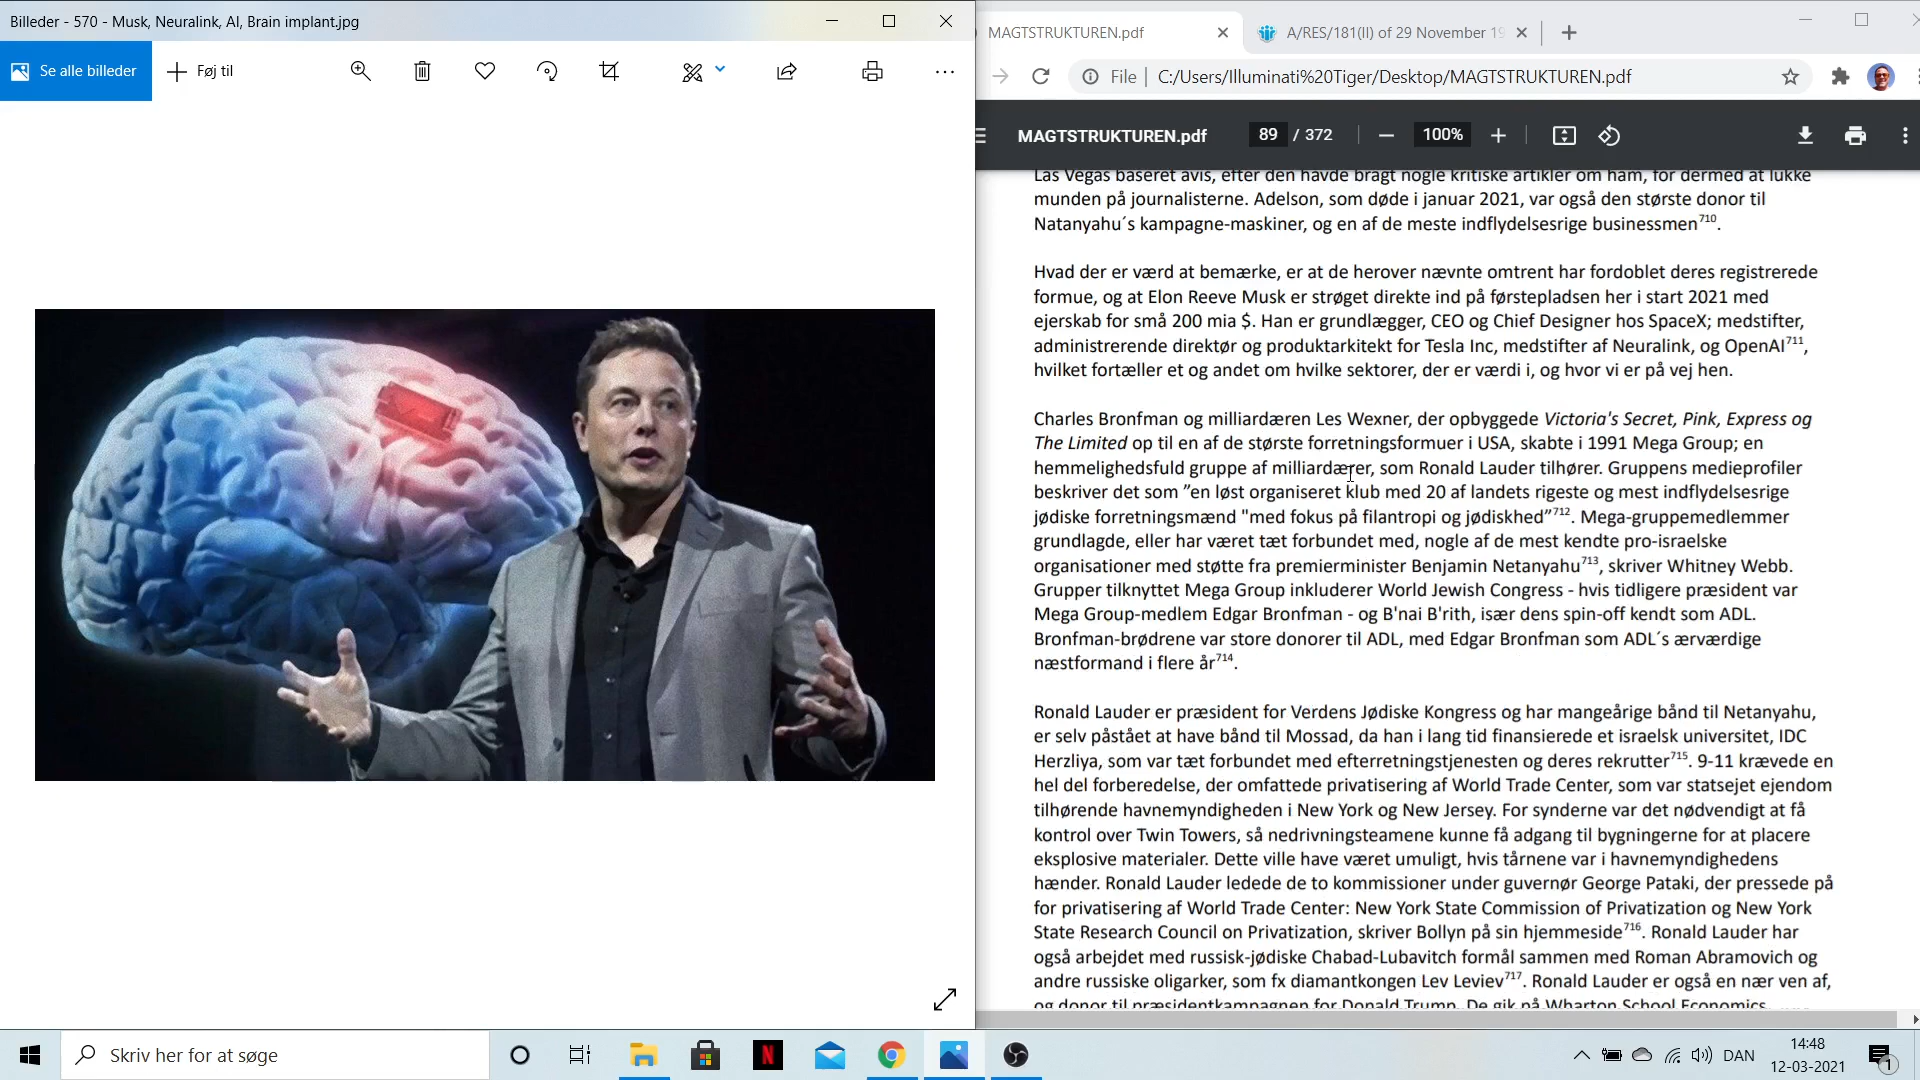 Billeder - 570 - Musk, Neuralink, AI, Brain implant.jpg
Se alle billeder
Føj til
MAGTSTRUKTUREN.pdf
A/RES/181(II) of 29 November 19
File
C:/Users/Illuminati%20Tiger/Desktop/MAGTSTRUKTUREN.pdf
MAGTSTRUKTUREN.pdf
89 / 372
100%
Las Vegas baseret avis, efter den havde bragt nogle kritiske artikler om ham, for dermed at lukke
munden på journalisterne. Adelson, som døde i januar 2021, var også den største donor til
Natanyahu´s kampagne-maskiner, og en af de meste indflydelsesrige businessmen710.
Hvad der er værd at bemærke, er at de herover nævnte omtrent har fordoblet deres registrerede
formue, og at Elon Reeve Musk er strøget direkte ind på førstepladsen her i start 2021 med
ejerskab for små 200 mia $. Han er grundlægger, CEO og Chief Designer hos SpaceX; medstifter,
administrerende direktør og produktarkitekt for Tesla Inc, medstifter af Neuralink, og OpenAI711,
hvilket fortæller et og andet om hvilke sektorer, der er værdi i, og hvor vi er på vej hen.
Charles Bronfman og milliardæren Les Wexner, der opbyggede Victoria's Secret, Pink, Express og
The Limited op til en af de største forretningsformuer i USA, skabte i 1991 Mega Group; en
hemmelighedsfuld gruppe af milliardærer, som Ronald Lauder tilhører. Gruppens medieprofiler
beskriver det som ”en løst organiseret klub med 20 af landets rigeste og mest indflydelsesrige
jødiske forretningsmænd "med fokus på filantropi og jødiskhed”712. Mega-gruppemedlemmer
grundlagde, eller har været tæt forbundet med, nogle af de mest kendte pro-israelske
organisationer med støtte fra premierminister Benjamin Netanyahu713, skriver Whitney Webb.
Grupper tilknyttet Mega Group inkluderer World Jewish Congress - hvis tidligere præsident var
Mega Group-medlem Edgar Bronfman - og B'nai B'rith, især dens spin-off kendt som ADL.
Bronfman-brødrene var store donorer til ADL, med Edgar Bronfman som ADL´s ærværdige
næstformand i flere år714.
Ronald Lauder er præsident for Verdens Jødiske Kongress og har mangeårige bånd til Netanyahu,
er selv påstået at have bånd til Mossad, da han i lang tid finansierede et israelsk universitet, IDC
Herzliya, som var tæt forbundet med efterretningstjenesten og deres rekrutter715. 9-11 krævede en
hel del forberedelse, der omfattede privatisering af World Trade Center, som var statsejet ejendom
tilhørende havnemyndigheden i New York og New Jersey. For synderne var det nødvendigt at få
kontrol over Twin Towers, så nedrivningsteamene kunne få adgang til bygningerne for at placere
eksplosive materialer. Dette ville have været umuligt, hvis tårnene var i havnemyndighedens
hænder. Ronald Lauder ledede de to kommissioner under guvernør George Pataki, der pressede på
for privatisering af World Trade Center: New York State Commission of Privatization og New York
State Research Council on Privatization, skriver Bollyn på sin hjemmeside716. Ronald Lauder har
også arbejdet med russisk-jødiske Chabad-Lubavitch formål sammen med Roman Abramovich og
andre russiske oligarker, som fx diamantkongen Lev Leviev717. Ronald Lauder er også en nær ven af,
og donor til præsidentkampagnen for Donald Trump. De gik på Wharton School Economics,
Skriv her for at søge
DAN
14:48
12-03-2021
1